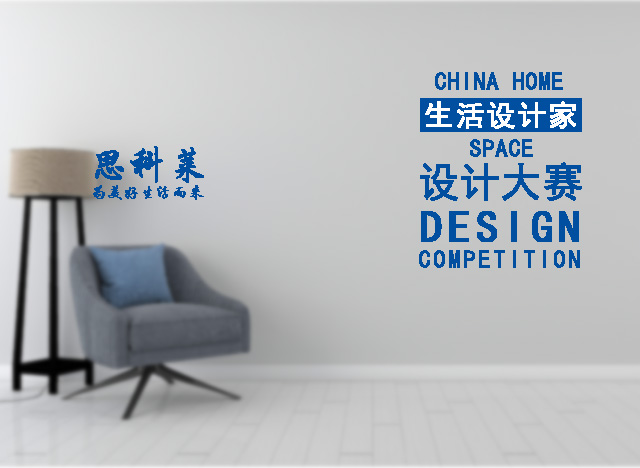 思科莱
为美好生活而来
CHINA HOME
生活设计家
SPACE
设计大赛
DESIGN
COMPETITION